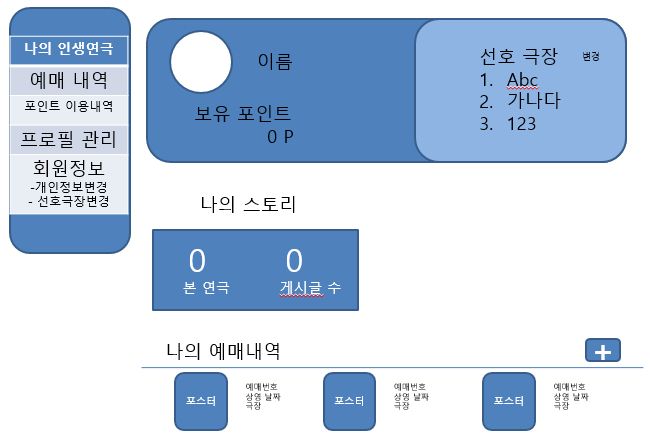 나의 인생연극
예매 내역
포인트 이용내역
프로필 관리
회원정보
-개인정보변경
- 선호극장변경
이름
보유 포인트
0 P
선호 극장 변경
1. Abc
2. 가나다
3. 123
나의 스토리
0 0
본 연극 게시글 수
나의 예매내역
+
포스터
예매번호
상영 날짜
극장
포스터
예매번호
상영 날짜
극장
포스터
예매번호
상영 날짜
극장